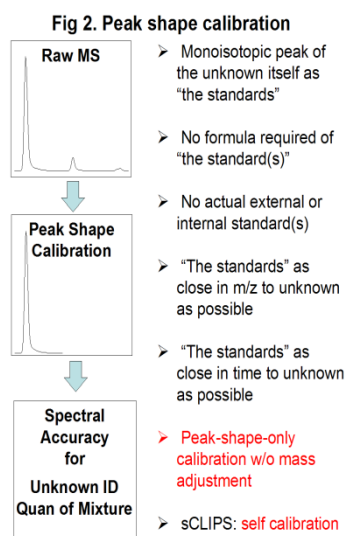 Fig 2. Peak shape calibration
Raw MS
Peak Shape
Calibration
Spectral
Accuracy
for
Unknown ID
Quan of Mixture
➢ Monoisotopic peak of
the unknown itself as
“the standards”
➢ No formula required of
“the standard(s)”
➢ No actual external or
internal standard(s)
➢ “The standards” as
close in m/z to unknown
as possible
➢ “The standards” as
close in time to unknown
as possible
➢ Peak-shape-only
calibration w/o mass
adjustment
➢ sCLIPS: self calibration